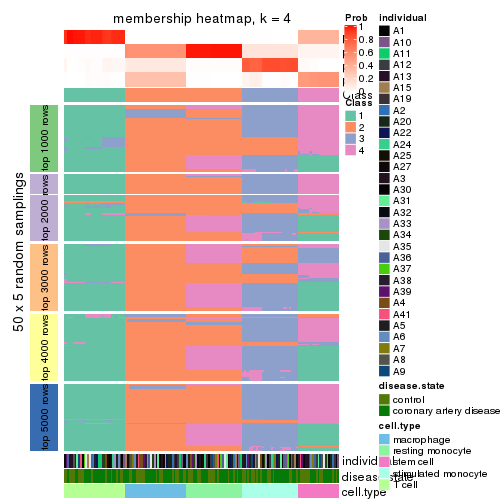 membership heatmap, k = 4
Prob
1
0.8
0.6
0.4
0.2
0
Class
Class
1
2
3
4
50 x 5 random samplings
top 1000 rows
top 2000 rows
top 3000 rows
top 4000 rows
top 5000 rows
individual
disease.state
cell.type
individual
A1
A10
A11
A12
A13
A15
A19
A2
A20
A22
A24
A25
A27
A3
A30
A31
A32
A33
A34
A35
A36
A37
A38
A39
A4
A41
A5
A6
A7
A8
A9
disease.state
control
coronary artery disease
cell.type
macrophage
resting monocyte
stem cell
stimulated monocyte
T cell